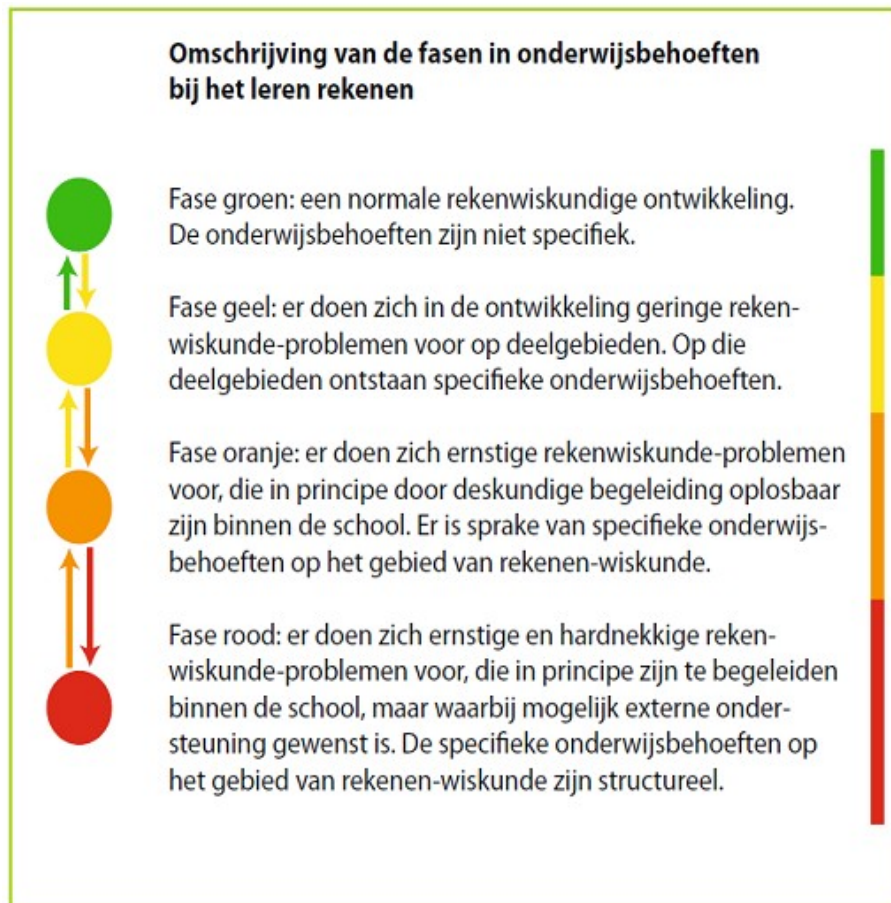 Omschrijving van de fasen in onderwijsbehoeften
bij het leren rekenen
Fase groen: een normale rekenwiskundige ontwikkeling.
De onderwijsbehoeften zijn niet specifiek.
Fase geel: er doen zich in de ontwikkeling geringe reken-
wiskunde-problemen voor op deelgebieden. Op die
deelgebieden ontstaan specifieke onderwijsbehoeften.
Fase oranje: er doen zich ernstige rekenwiskunde-problemen
voor, die in principe door deskundige begeleiding oplosbaar
zijn binnen de school. Er is sprake van specifieke onderwijs-
behoeften op het gebied van rekenen-wiskunde.
Fase rood: er doen zich ernstige en hardnekkige reken-
wiskunde-problemen voor, die in principe zijn te begeleiden
binnen de school, maar waarbij mogelijk externe onder-
steuning gewenst is. De specifieke onderwijsbehoeften op
het gebied van rekenen-wiskunde zijn structureel.